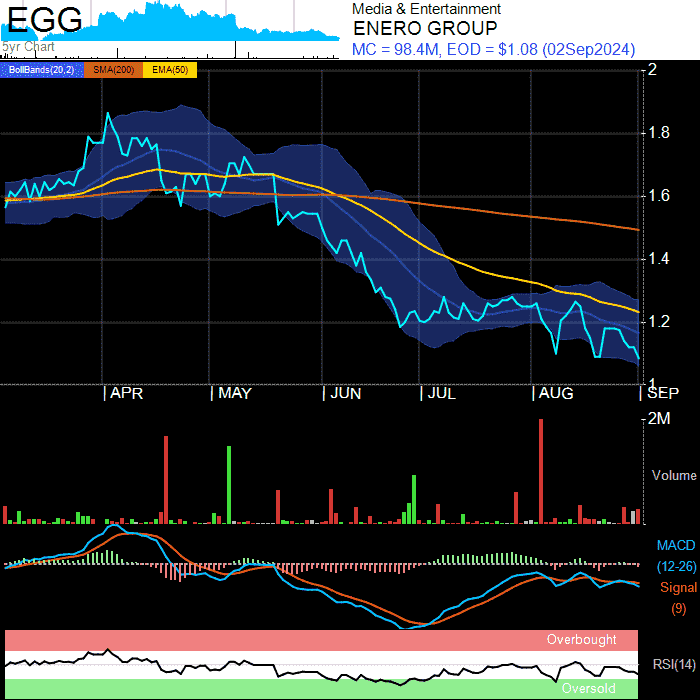 EGG
5yr Chart
Media & Entertainment
ENERO GROUP
MC = 98.4M, EOD = $1.08 (02Sep2024)
BollBands(20,2) SMA(200) EMA(50)
2
1.8
1.6
1.4
1.2
1
APR MAY JUN JUL AUG SEP
2M
Volume
MACD
(12-26)
Signal
(9)
Overbought
RSI(14)
Oversold